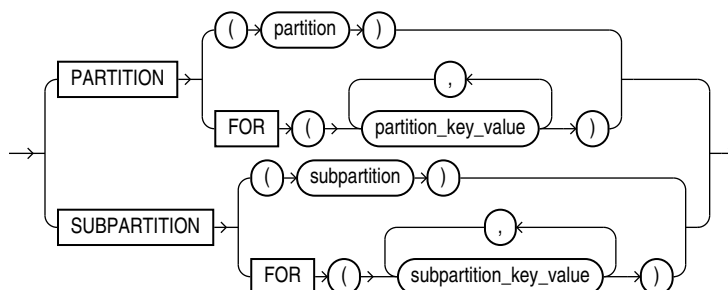 ( partition )
PARTITION
,
FOR ( partition_key_value )
( subpartition )
SUBPARTITION
,
FOR ( subpartition_key_value )